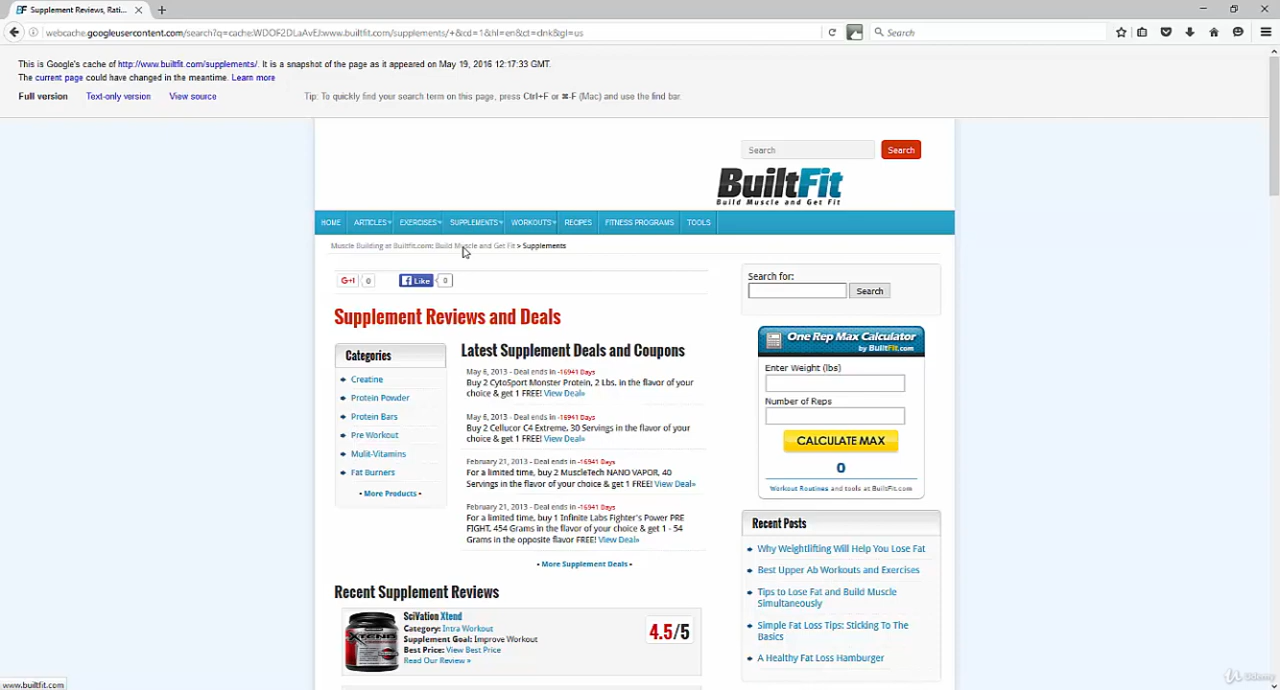 Supplement Reviews, Rati...
webcache.googleusercontent.com/search?q=cache:WDOF2DLaAvEJ:www.builtfit.com/supplements/+&cd=1&hl=en&ct=clnk&gl=us
Search
This is Google's cache of http://www.builtfit.com/supplements/. It is a snapshot of the page as it appeared on May 19, 2016 12:17:33 GMT.
The current page could have changed in the meantime. Learn more
Full version Text-only version View source Tip: To quickly find your search term on this page, press Ctrl+F or ⌘-F (Mac) and use the find bar.
Search Search
BuiltFit
Build Muscle and Get Fit
HOME ARTICLES EXERCISES SUPPLEMENTS WORKOUTS RECIPES FITNESS PROGRAMS TOOLS
Muscle Building at Builtfit.com: Build Muscle and Get Fit > Supplements
G+1 0 Like 0
Supplement Reviews and Deals
Categories
Creatine
Protein Powder
Protein Bars
Pre Workout
Mulit-Vitamins
Fat Burners
• More Products •
Latest Supplement Deals and Coupons
May 6, 2013 - Deal ends in -16941 Days
Buy 2 CytoSport Monster Protein, 2 Lbs. in the flavor of your
choice & get 1 FREE! View Deal»
May 6, 2013 - Deal ends in -16941 Days
Buy 2 Cellucor C4 Extreme, 30 Servings in the flavor of your
choice & get 1 FREE! View Deal»
February 21, 2013 - Deal ends in -16941 Days
For a limited time, buy 2 MuscleTech NANO VAPOR, 40
Servings in the flavor of your choice & get 1 FREE! View Deal»
February 21, 2013 - Deal ends in -16941 Days
For a limited time, buy 1 Infinite Labs Fighter's Power PRE
FIGHT, 454 Grams in the flavor of your choice & get 1 - 54
Grams in the opposite flavor FREE! View Deal»
• More Supplement Deals •
Recent Supplement Reviews
SciVation Xtend
Category: Intra Workout
Supplement Goal: Improve Workout
Best Price: View Best Price
Read Our Review »
4.5/5
XTEND
Search for:
Search
One Rep Max Calculator
by BuiltFit.com
Enter Weight (lbs)
Number of Reps
CALCULATE MAX
0
Workout Routines and tools at BuiltFit.com
Recent Posts
Why Weightlifting Will Help You Lose Fat
Best Upper Ab Workouts and Exercises
Tips to Lose Fat and Build Muscle
Simultaneously
Simple Fat Loss Tips: Sticking To The
Basics
A Healthy Fat Loss Hamburger
www.builtfit.com
Udemy